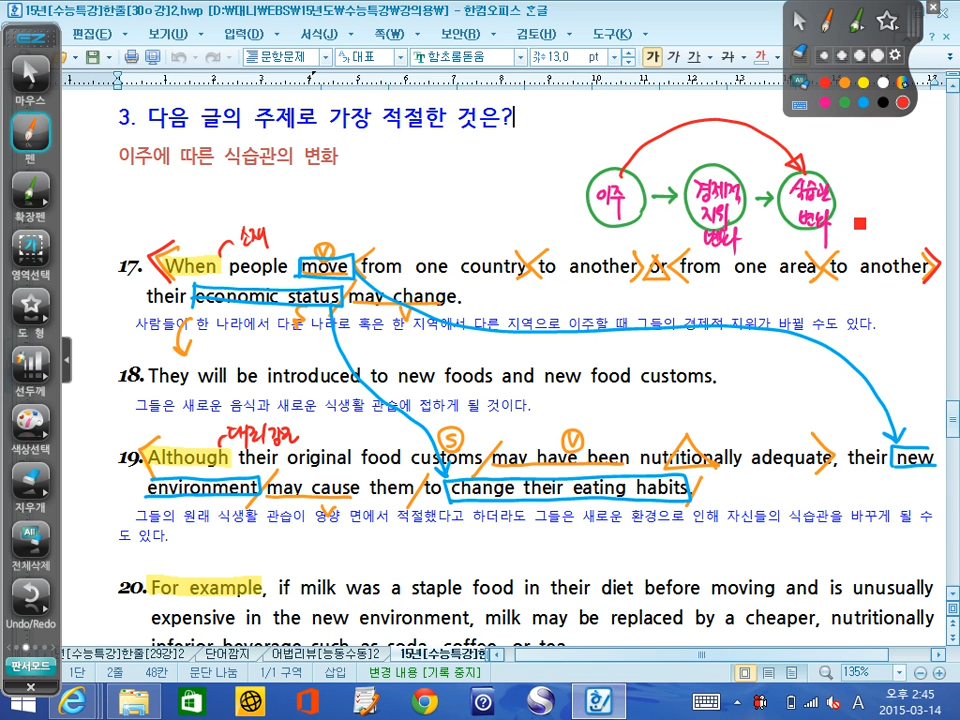 15년[수능특강]한줄[30강]2.hwp [D:\대니\EBS\15년도\수능특강\강의용\] - 한컴오피스 한글
편집(E) 보기(U) 입력(D) 서식(J) 쪽(W) 보안(R) 검토(H) 도구(K)
문항문제 대표 함초롬돋움 13.0 pt 가 가 가
마우스
펜
확장펜
영역선택
도 형
선두께
색상선택
지우개
전체삭제
Undo/Redo
판서모드
3. 다음 글의 주제로 가장 적절한 것은?
이주에 따른 식습관의 변화
이주 → 경제적 지위 변화 → 식습관 변화
소재
17. When people move from one country to another or from one area to another
their economic status may change.
사람들이 한 나라에서 다른 나라로 혹은 한 지역에서 다른 지역으로 이주할 때 그들의 경제적 지위가 바뀔 수도 있다.
18. They will be introduced to new foods and new food customs.
그들은 새로운 음식과 새로운 식생활 관습에 접하게 될 것이다.
19. Although their original food customs may have been nutritionally adequate, their new
environment may cause them to change their eating habits.
그들의 원래 식생활 관습이 영양 면에서 적절했다고 하더라도 그들은 새로운 환경으로 인해 자신들의 식습관을 바꾸게 될 수
도 있다.
20. For example, if milk was a staple food in their diet before moving and is unusually
expensive in the new environment, milk may be replaced by a cheaper, nutritionally
15년[수능특강]한줄[29강]2 단어깜지 어법리뷰[능동수동]2 15년[수능특강]한
1단 2줄 48칸 문단 나눔 1/1 구역 삽입 변경 내용 [기록 중지] 135%
오후 2:45
2015-03-14